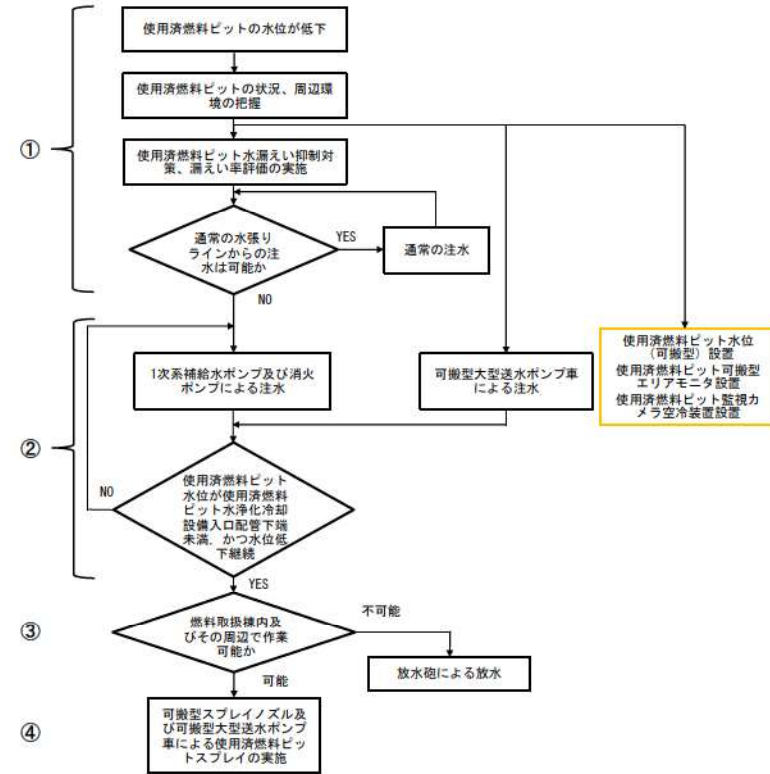 使用済燃料ピットの水位が低下
使用済燃料ピットの状況、周辺環
境の把握
①
使用済燃料ピット水漏えい抑制対
策、漏えい率評価の実施
通常の水張り
ラインからの注
水は可能か
YES
通常の注水
NO
②
1次系補給水ポンプ及び消火
ポンプによる注水
可搬型大型送水ポンプ車
による注水
使用済燃料ピット水位
(可搬型)設置
使用済燃料ピット可搬型
エリアモニタ設置
使用済燃料ピット監視カ
メラ空冷装置設置
使用済燃料ピット
水位が使用済燃料
ピット水浄化冷却
設備入口配管下端
未満、かつ水位低
下継続
NO
YES
③
燃料取扱棟内及
びその周辺で作業
可能か
不可能
放水砲による放水
可能
④
可搬型スプレイノズル及
び可搬型大型送水ポンプ
車による使用済燃料ピッ
トスプレイの実施